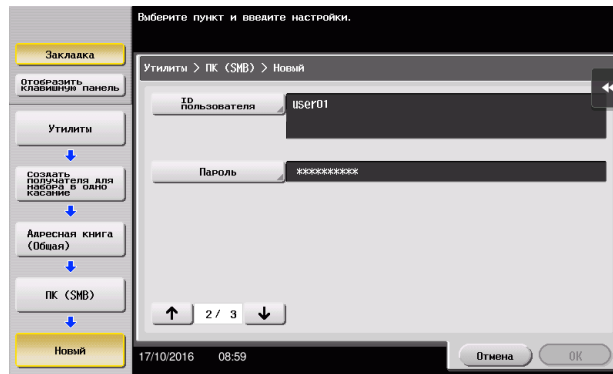 Выберите пункт и введите настройки.
Закладка
Отобразить
клавишную панель
Утилиты > ПК (SMB) > Новый
ID
пользователя
user01
Утилиты
Пароль
**********
Создать
получателя для
набора в одно
касание
Адресная книга
(Общая)
ПК (SMB)
↑ 2/ 3 ↓
Новый
17/10/2016 08:59
Отмена
OK